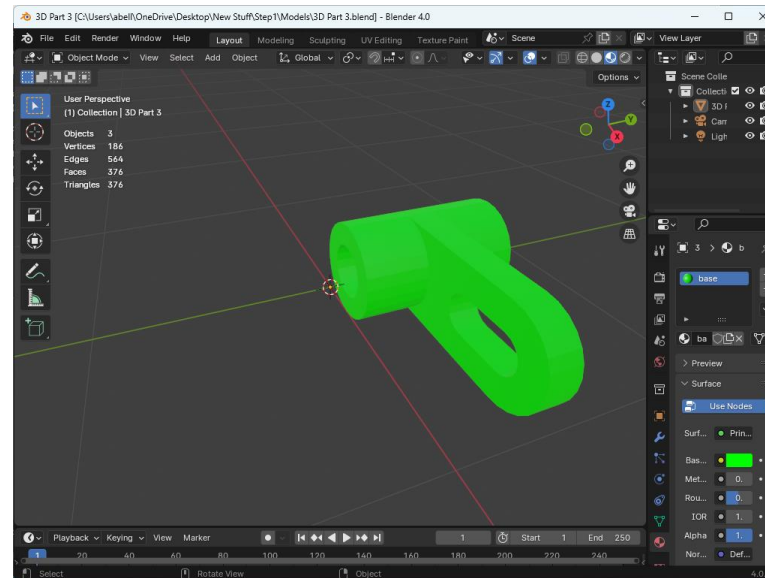 3D Part 3 [C:\Users\abell\OneDrive\Desktop\New Stuff\Step1\Models\3D Part 3.blend] - Blender 4.0
File Edit Render Window Help Layout Modeling Sculpting UV Editing Texture Paint Scene View Layer
Object Mode View Select Add Object Global
Options
User Perspective
(1) Collection | 3D Part 3
Objects 3
Vertices 186
Edges 564
Faces 376
Triangles 376
Z
Y
X
Scene Colle
Collecti
3D I
Carr
Ligh
3 > b
base
ba
Preview
Surface
Use Nodes
Surf... Prin...
Bas...
Met... 0.
Rou... 0.
IOR 1.
Alpha 1.
Nor... Def...
Playback Keying View Marker 1 Start 1 End 250
1 20 40 60 80 100 120 140 160 180 200 220 240
Select Rotate View Object 4.0